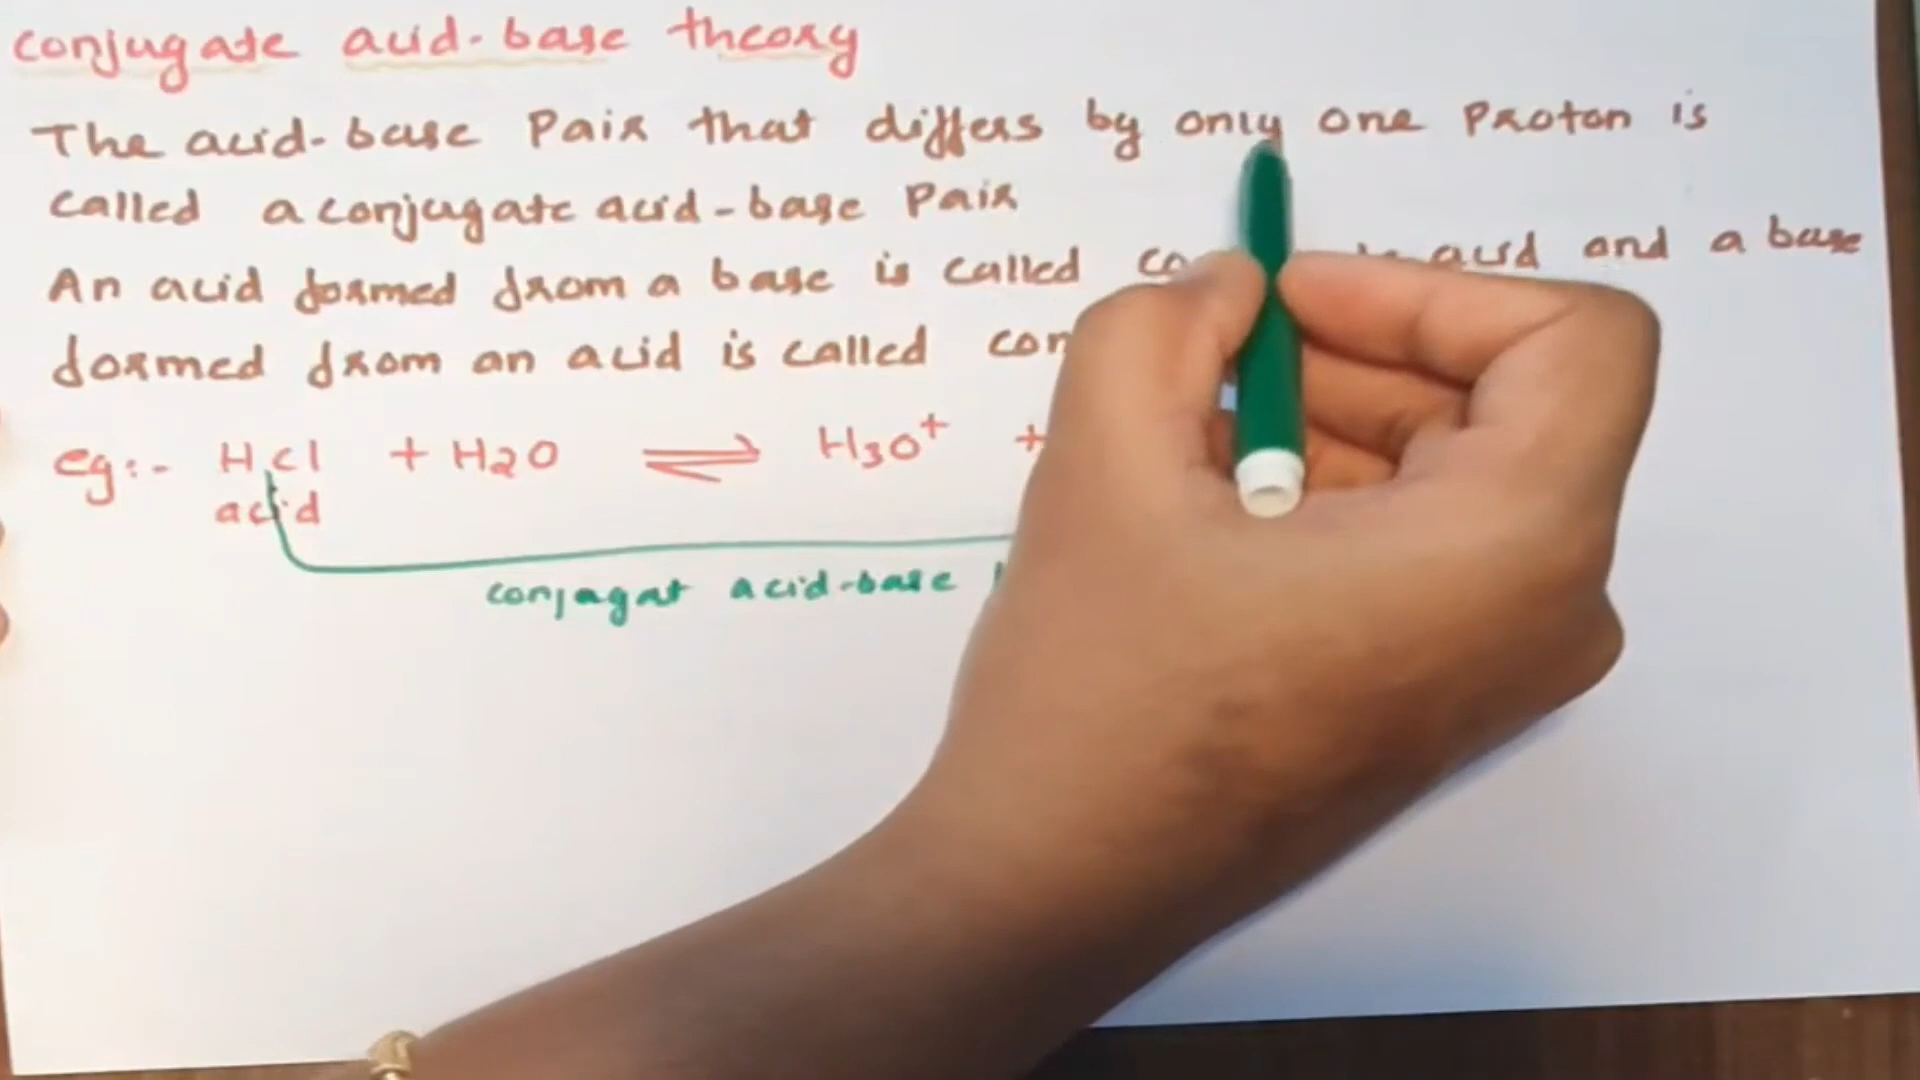 conjugate acid-base theory
The acid-base Pair that differs by only one Proton is
called a conjugate acid-base Pair
An acid formed from a base is called acid and a base
formed from an acid is called
eg:- HCl + H2O ⇌ H3O+ +
acid
conjagat acid-base